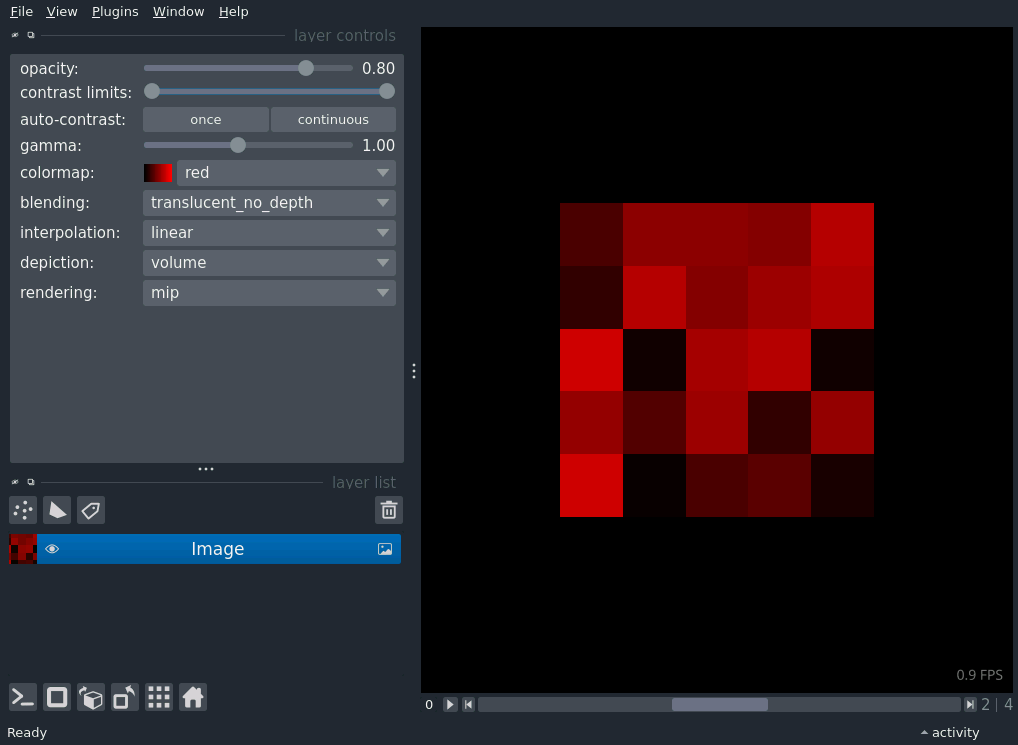 File View Plugins Window Help
layer controls
opacity: 0.80
contrast limits:
auto-contrast: once continuous
gamma: 1.00
colormap: red
blending: translucent_no_depth
interpolation: linear
depiction: volume
rendering: mip
layer list
Image
0.9 FPS
0 2 | 4
Ready activity